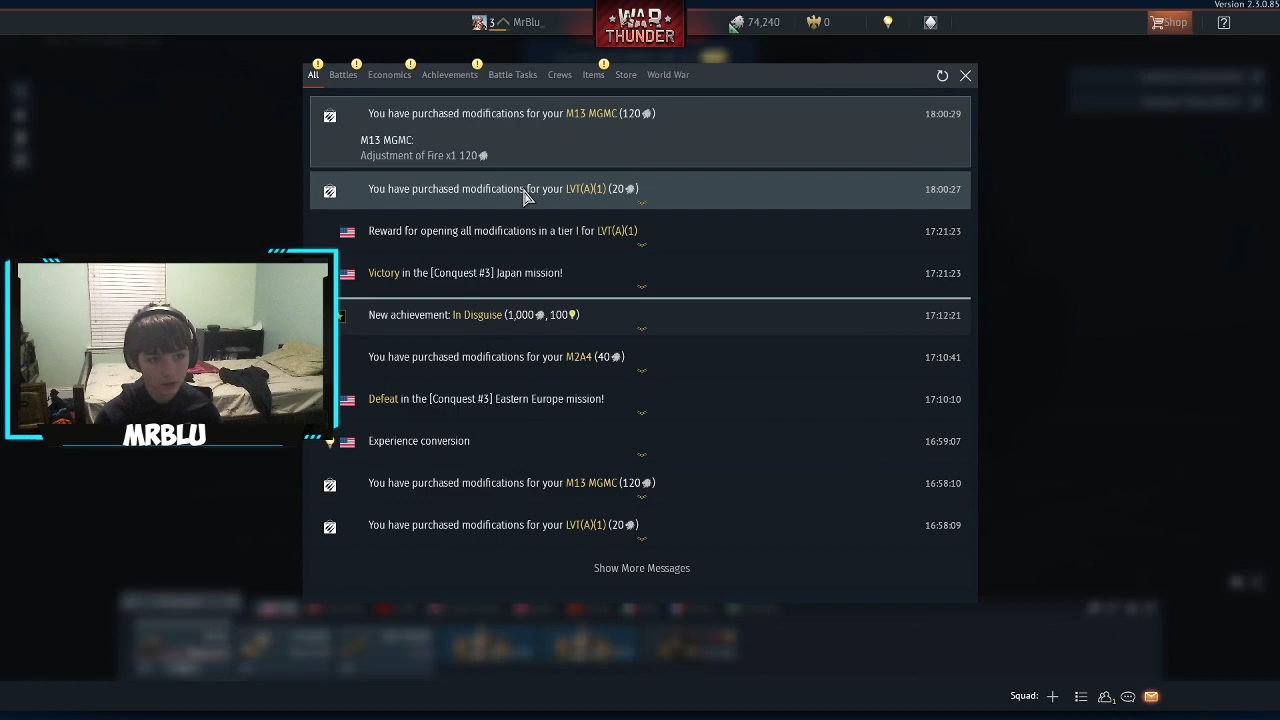 Version 2.3.0.85
3 MrBlu_
WAR THUNDER
74,240
0
Shop
All Battles Economics Achievements Battle Tasks Crews Items Store World War
You have purchased modifications for your M13 MGMC (120) 18:00:29
M13 MGMC:
Adjustment of Fire x1 120
You have purchased modifications for your LVT(A)(1) (20) 18:00:27
Reward for opening all modifications in a tier I for LVT(A)(1) 17:21:23
Victory in the [Conquest #3] Japan mission! 17:21:23
New achievement: In Disguise (1,000, 100) 17:12:21
You have purchased modifications for your M2A4 (40) 17:10:41
Defeat in the [Conquest #3] Eastern Europe mission! 17:10:10
Experience conversion 16:59:07
You have purchased modifications for your M13 MGMC (120) 16:58:10
You have purchased modifications for your LVT(A)(1) (20) 16:58:09
Show More Messages
MRBLU
Squad:
1